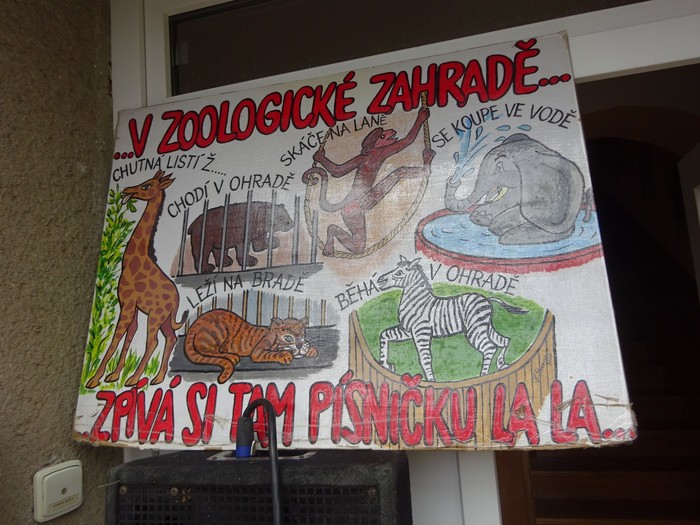 ...V ZOOLOGICKÉ ZAHRADĚ...
CHUTNÁ LISTÍ Ž....
CHODÍ V OHRADĚ
SKÁČE NA LANĚ
SE KOUPE VE VODĚ
LEŽÍ NA BRADĚ
BĚHÁ V OHRADĚ
ZPÍVÁ SI TAM PÍSNIČKU LA LA...